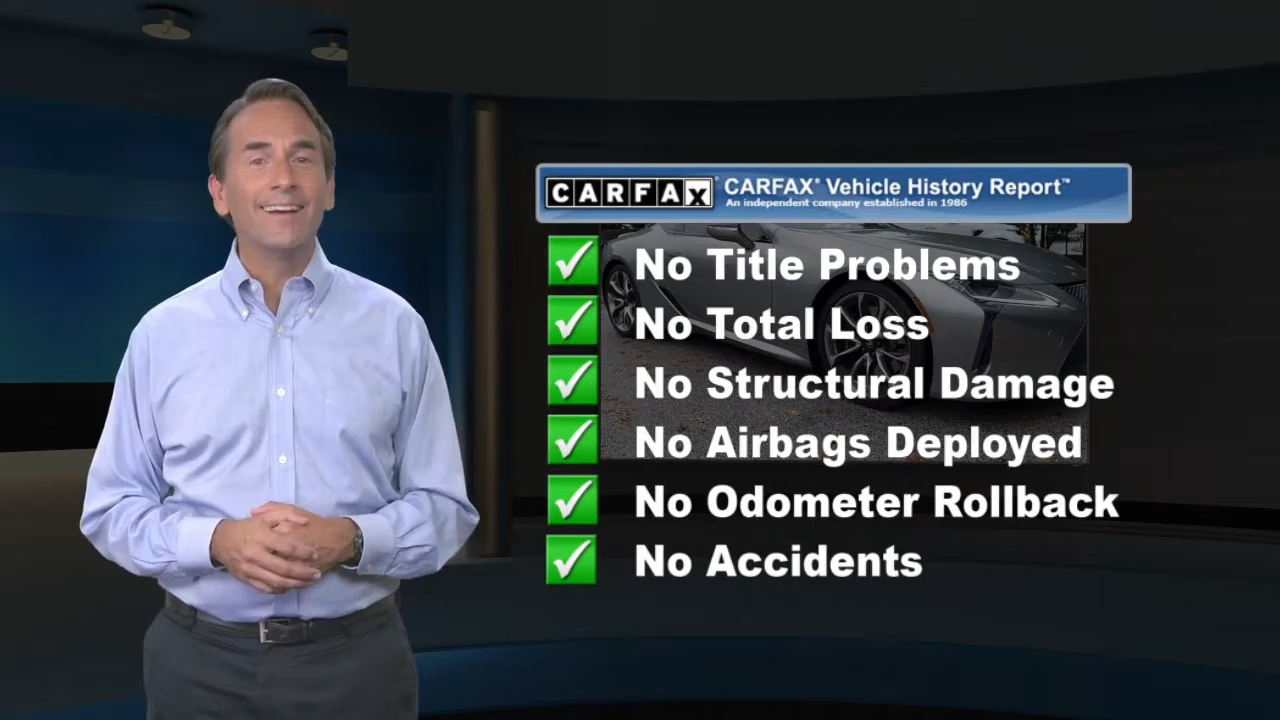 CARFAX
CARFAX® Vehicle History Report™
An independent company established in 1986
No Title Problems
No Total Loss
No Structural Damage
No Airbags Deployed
No Odometer Rollback
No Accidents